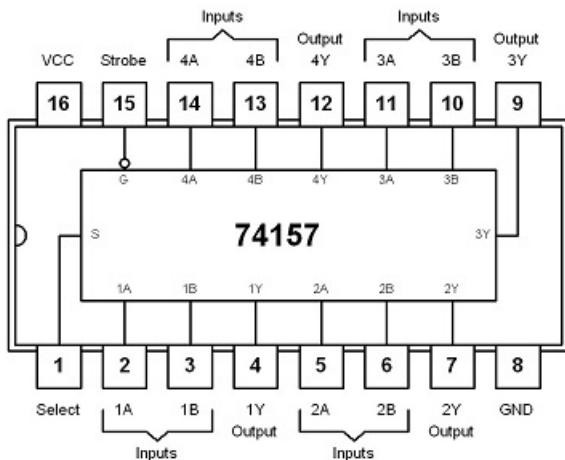 Inputs Inputs
Output Output
VCC Strobe 4A 4B 4Y 3A 3B 3Y
16 15 14 13 12 11 10 9
G 4A 4B 4Y 3A 3B
S 74157 3Y
1A 1B 1Y 2A 2B 2Y
1 2 3 4 5 6 7 8
Select 1A 1B 1Y 2A 2B 2Y GND
Output Output
Inputs Inputs